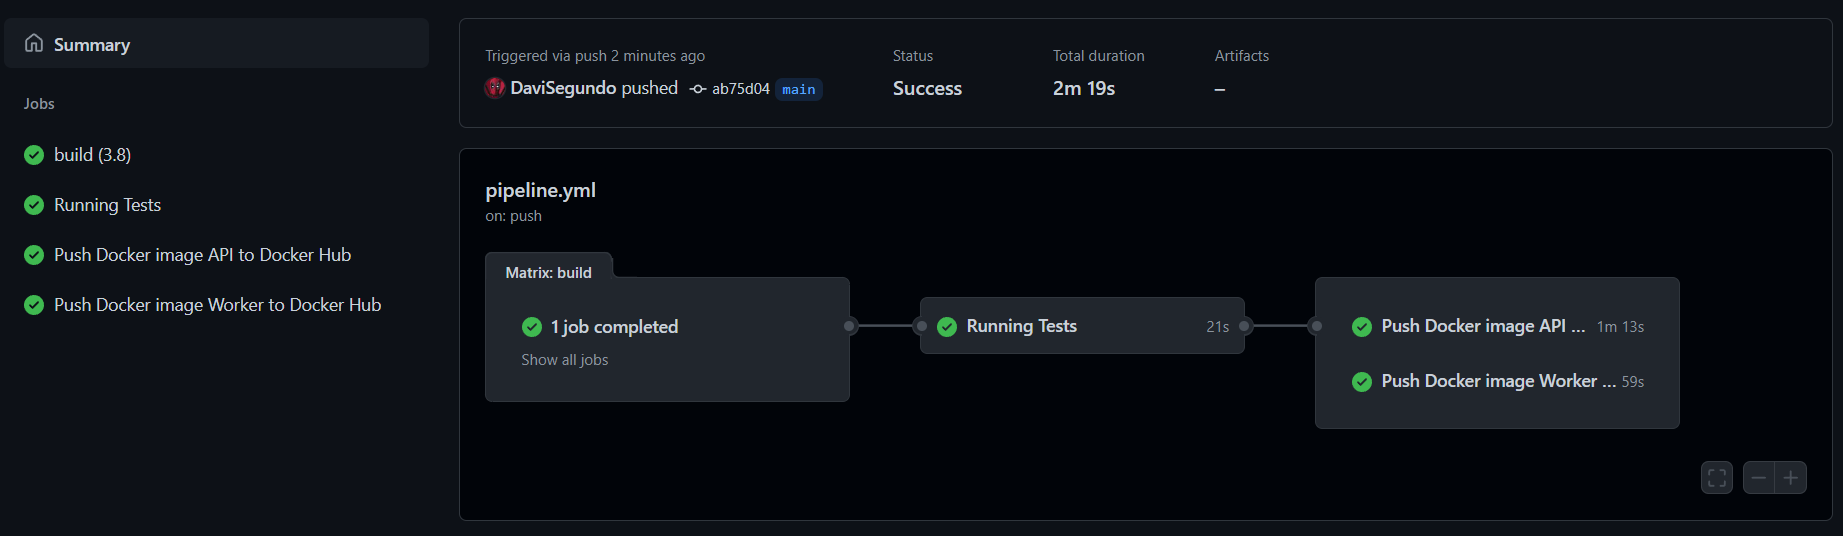 Summary
Jobs
build (3.8)
Running Tests
Push Docker image API to Docker Hub
Push Docker image Worker to Docker Hub
Triggered via push 2 minutes ago
DaviSegundo pushed ab75d04 main
Status
Success
Total duration
2m 19s
Artifacts
–
pipeline.yml
on: push
Matrix: build
1 job completed
Show all jobs
Running Tests 21s
Push Docker image API ... 1m 13s
Push Docker image Worker ... 59s